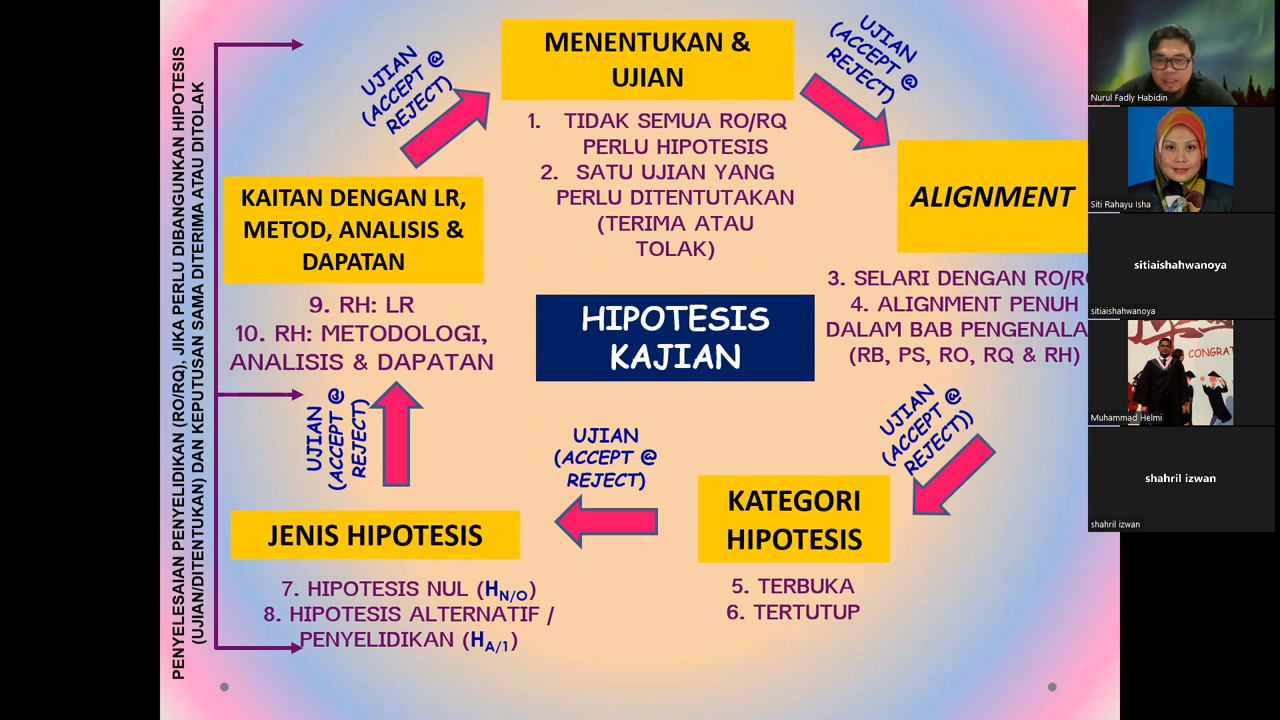 PENYELESAIAN PENYELIDIKAN (RO/RQ), JIKA PERLU DIBANGUNKAN HIPOTESIS
(UJIAN/DITENTUKAN) DAN KEPUTUSAN SAMA DITERIMA ATAU DITOLAK
MENENTUKAN &
UJIAN
1. TIDAK SEMUA RO/RQ
PERLU HIPOTESIS
2. SATU UJIAN YANG
PERLU DITENTUTAKAN
(TERIMA ATAU
TOLAK)
UJIAN
(ACCEPT @
REJECT)
ALIGNMENT
3. SELARI DENGAN RO/R
4. ALIGNMENT PENUH
DALAM BAB PENGENALA
(RB, PS, RO, RQ & RH)
UJIAN
(ACCEPT @
REJECT))
KATEGORI
HIPOTESIS
5. TERBUKA
6. TERTUTUP
UJIAN
(ACCEPT @
REJECT)
JENIS HIPOTESIS
7. HIPOTESIS NUL (HN/O)
8. HIPOTESIS ALTERNATIF /
PENYELIDIKAN (HA/1)
UJIAN
(ACCEPT @
REJECT)
KAITAN DENGAN LR,
METOD, ANALISIS &
DAPATAN
9. RH: LR
10. RH: METODOLOGI,
ANALISIS & DAPATAN
UJIAN
(ACCEPT @
REJECT)
HIPOTESIS
KAJIAN
Nurul Fadly Habidin
Siti Rahayu Isha
sitiaishahwanoya
sitiaishahwanoya
CONGRA
Muhammad Helmi
shahril izwan
shahril izwan